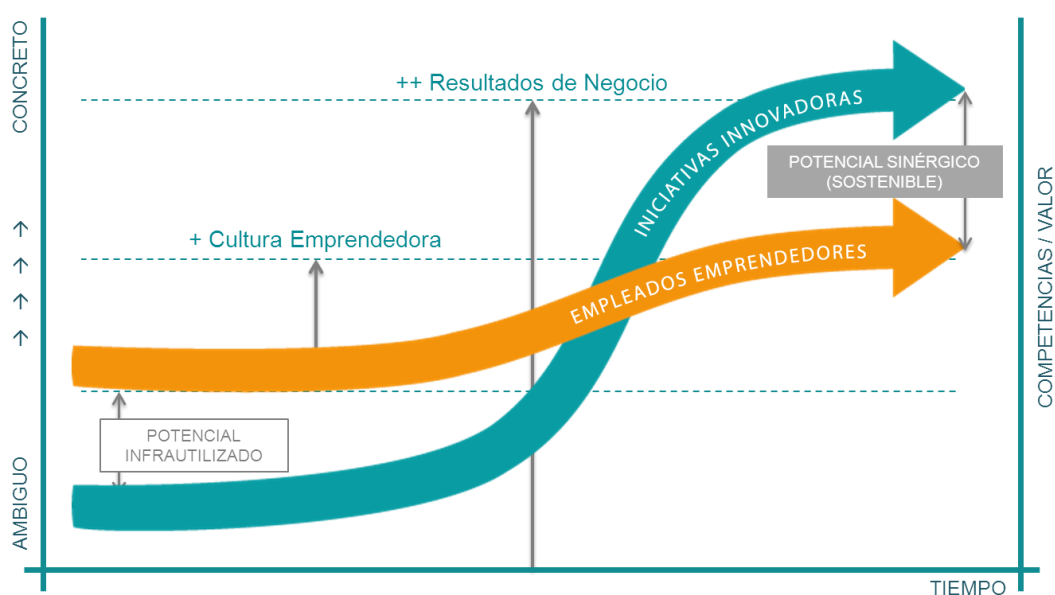 CONCRETO
++ Resultados de Negocio
INICIATIVAS INNOVADORAS
POTENCIAL SINÉRGICO
(SOSTENIBLE)
+ Cultura Emprendedora
EMPLEADOS EMPRENDEDORES
COMPETENCIAS / VALOR
POTENCIAL
INFRAUTILIZADO
AMBIGUO
TIEMPO